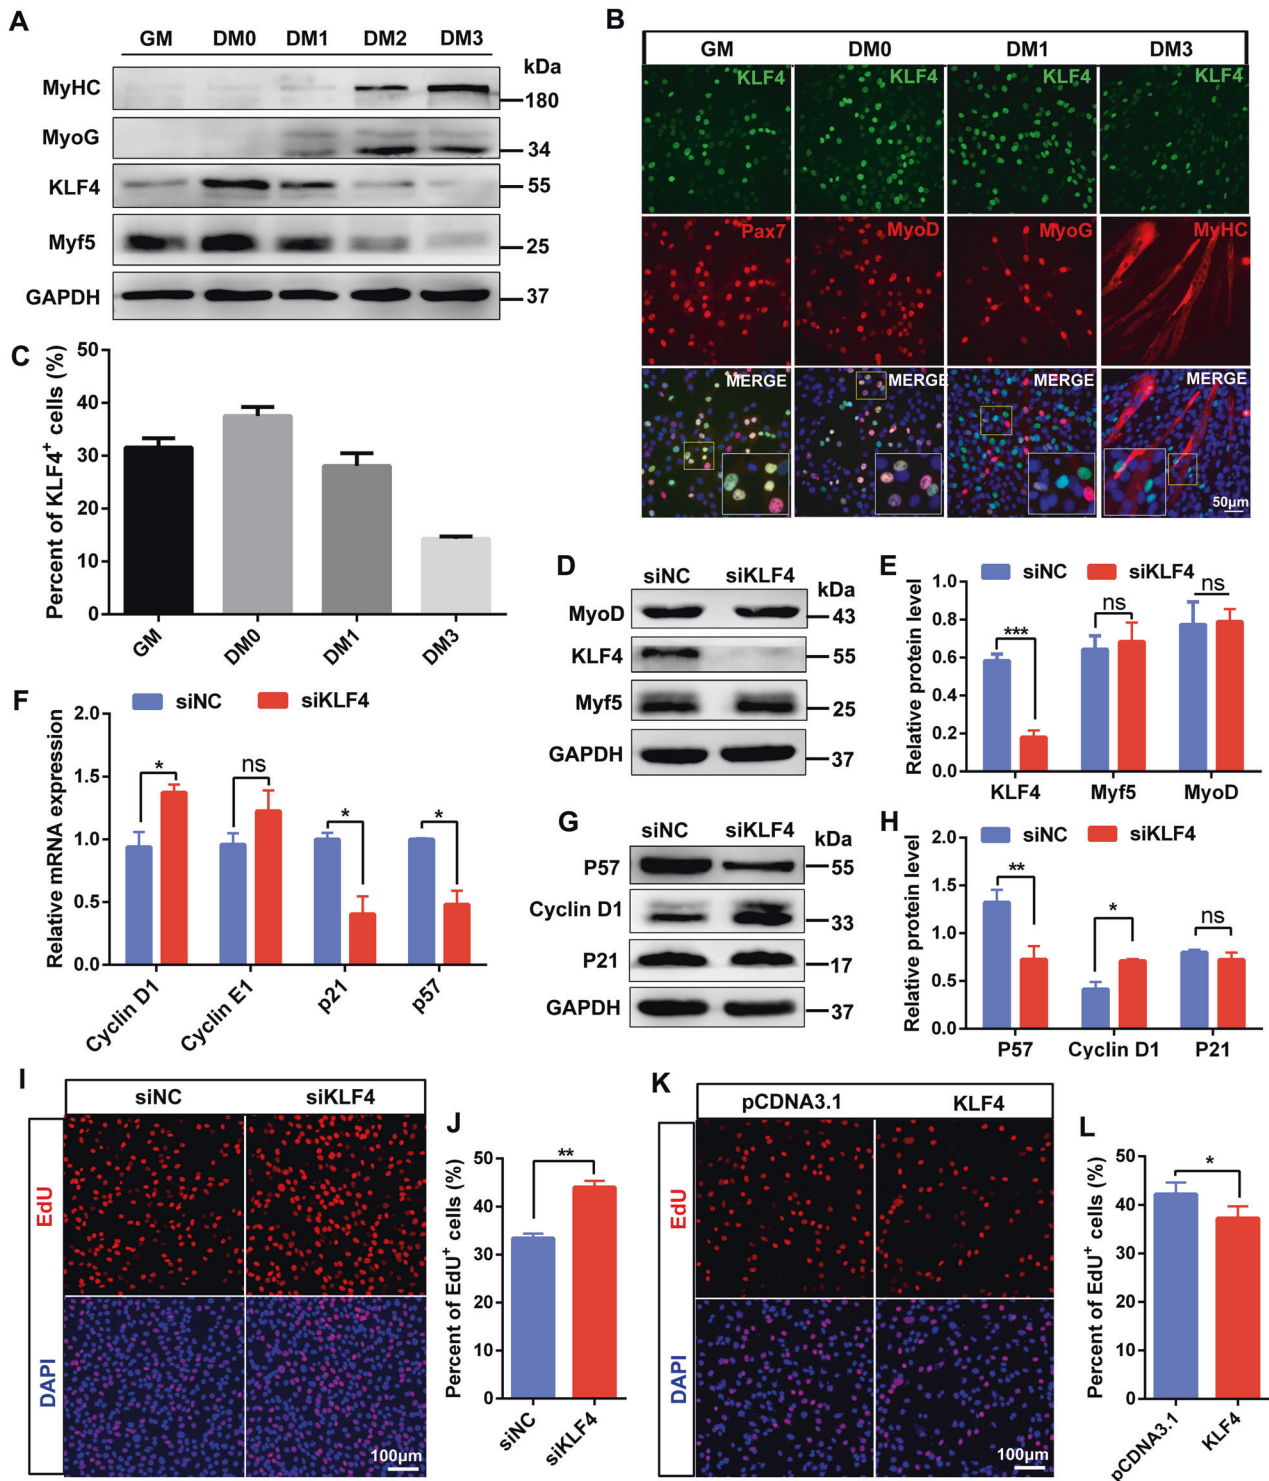 A
GM DM0 DM1 DM2 DM3
kDa
MyHC
180
MyoG
34
KLF4
55
Myf5
25
GAPDH
37
B
GM DM0 DM1 DM3
KLF4 KLF4 KLF4 KLF4
Pax7 MyoD MyoG MyHC
MERGE MERGE MERGE MERGE
50μm
C
Percent of KLF4+ cells (%)
50
40
30
20
10
0
GM DM0 DM1 DM3
D
siNC siKLF4
kDa
MyoD
43
KLF4
55
Myf5
25
GAPDH
37
E
siNC siKLF4
Relative protein level
1.0
0.8
0.6
0.4
0.2
0.0
*** ns ns
KLF4 Myf5 MyoD
F
siNC siKLF4
Relative mRNA expression
2.0
1.5
1.0
0.5
0.0
* ns * *
Cyclin D1 Cyclin E1 p21 p57
G
siNC siKLF4
kDa
P57
55
Cyclin D1
33
P21
17
GAPDH
37
H
siNC siKLF4
Relative protein level
2.0
1.5
1.0
0.5
0.0
** * ns
P57 Cyclin D1 P21
I
siNC siKLF4
EdU
DAPI
100μm
J
Percent of EdU+ cells (%)
50
40
30
20
10
0
**
siNC siKLF4
K
pCDNA3.1 KLF4
EdU
DAPI
100μm
L
Percent of EdU+ cells (%)
50
40
30
20
10
0
*
pCDNA3.1 KLF4